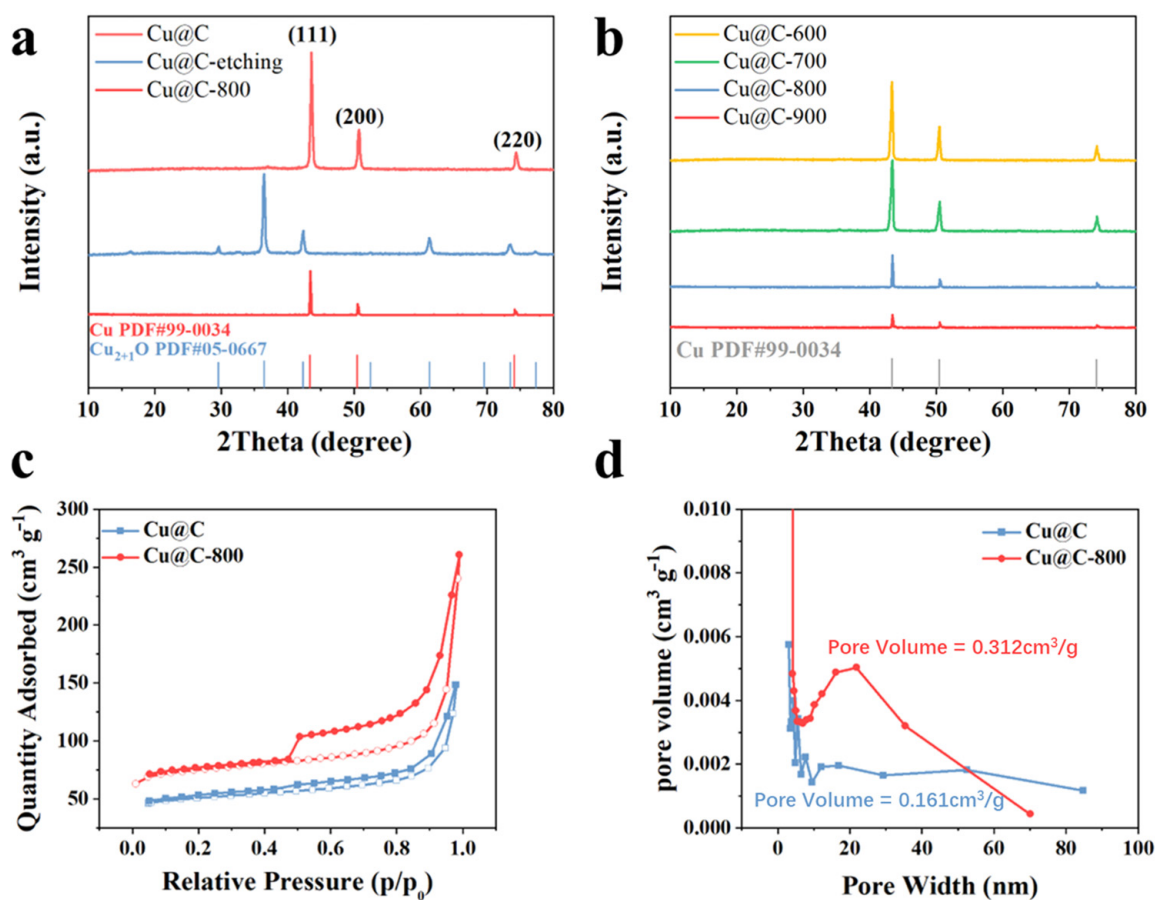 a
Cu@C
Cu@C-etching
Cu@C-800
(111)
(200)
(220)
Intensity (a.u.)
Cu PDF#99-0034
Cu₂₊₁O PDF#05-0667
10 20 30 40 50 60 70 80
2Theta (degree)
b
Cu@C-600
Cu@C-700
Cu@C-800
Cu@C-900
Intensity (a.u.)
Cu PDF#99-0034
10 20 30 40 50 60 70 80
2Theta (degree)
c
300
250
200
150
100
50
Quantity Adsorbed (cm³ g⁻¹)
Cu@C
Cu@C-800
0.0 0.2 0.4 0.6 0.8 1.0
Relative Pressure (p/p₀)
d
0.010
0.008
0.006
0.004
0.002
0.000
pore volume (cm³ g⁻¹)
Cu@C
Cu@C-800
Pore Volume = 0.312cm³/g
Pore Volume = 0.161cm³/g
0 20 40 60 80 100
Pore Width (nm)